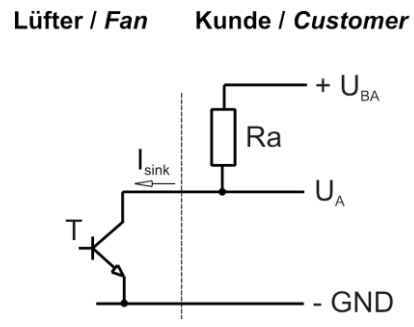 Lüfter / Fan Kunde / Customer
+ U_BA
Ra
I_sink
U_A
T
- GND